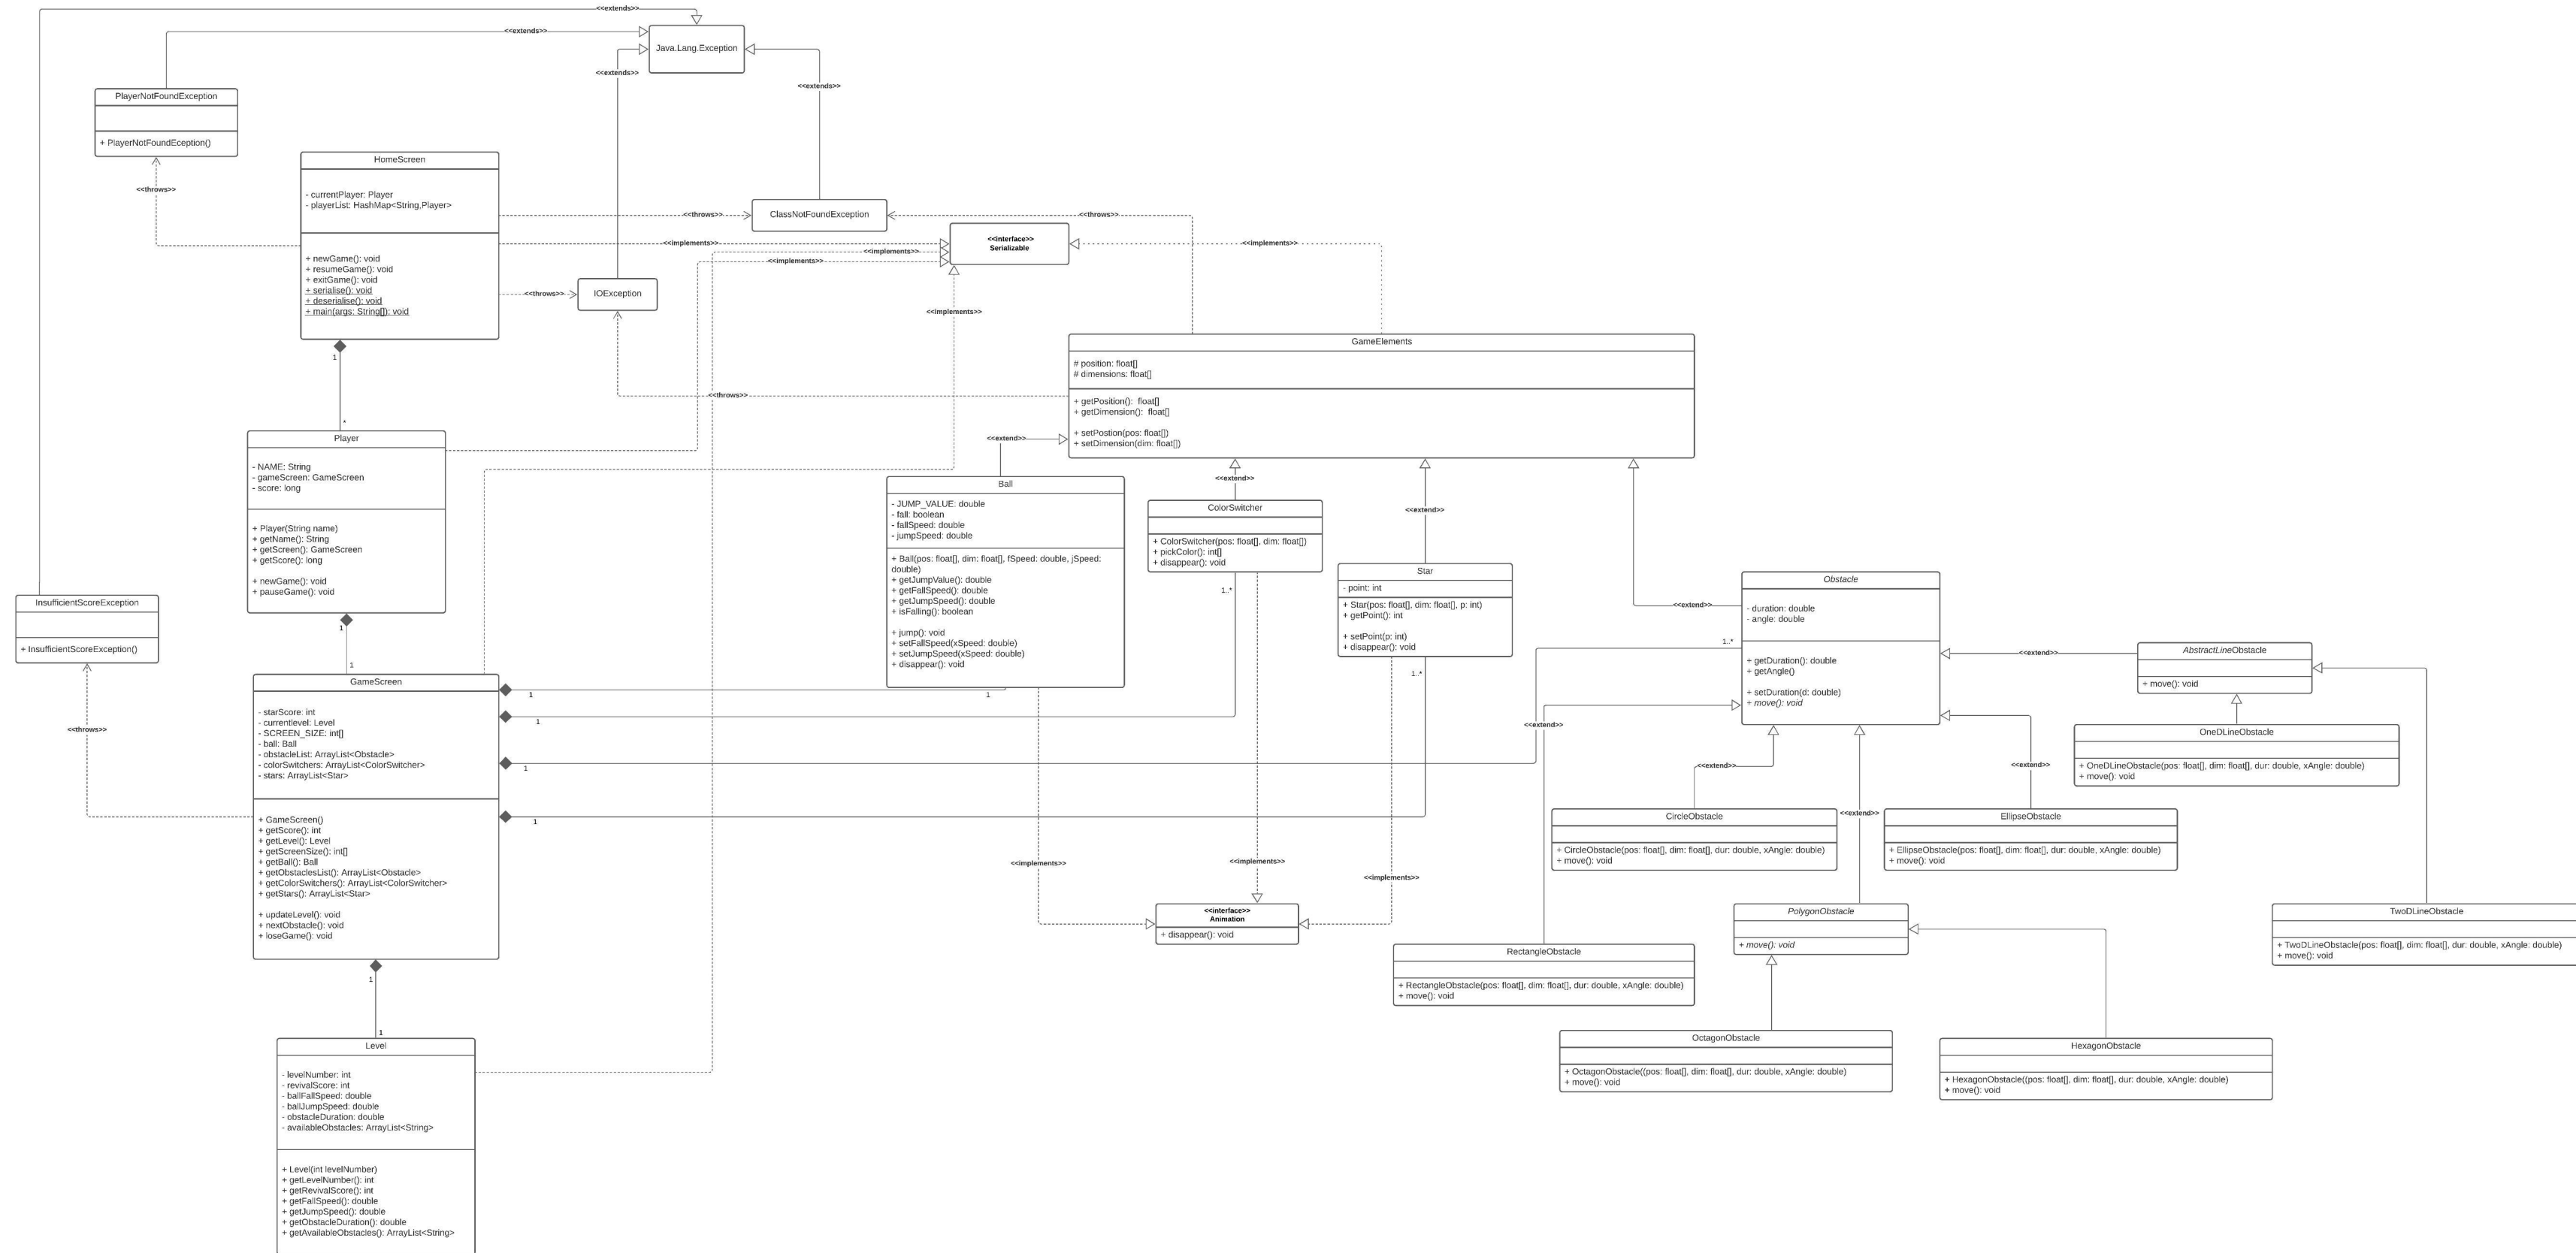 <<extends>>
<<extends>>
Java.Lang.Exception
<<extends>>
<<extends>>
PlayerNotFoundException
+ PlayerNotFoundEception()
<<throws>>
HomeScreen
- currentPlayer: Player
- playerList: HashMap<String,Player>
+ newGame(): void
+ resumeGame(): void
+ exitGame(): void
+ serialise(): void
+ deserialise(): void
+ main(args: String[]): void
<<throws>>
ClassNotFoundException
<<throws>>
<<implements>>
<<implements>>
<<implements>>
<<interface>>
Serializable
<<implements>>
<<throws>>
IOException
<<implements>>
1
*
<<throws>>
GameElements
# position: float[]
# dimensions: float[]
+ getPosition():  float[]
+ getDimension():  float[]
+ setPostion(pos: float[])
+ setDimension(dim: float[])
Player
- NAME: String
- gameScreen: GameScreen
- score: long
+ Player(String name)
+ getName(): String
+ getScreen(): GameScreen
+ getScore(): long
+ newGame(): void
+ pauseGame(): void
1
1
<<extend>>
Ball
- JUMP_VALUE: double
- fall: boolean
- fallSpeed: double
- jumpSpeed: double
+ Ball(pos: float[], dim: float[], fSpeed: double, jSpeed:
double)
+ getJumpValue(): double
+ getFallSpeed(): double
+ getJumpSpeed(): double
+ isFalling(): boolean
+ jump(): void
+ setFallSpeed(xSpeed: double)
+ setJumpSpeed(xSpeed: double)
+ disappear(): void
<<extend>>
ColorSwitcher
+ ColorSwitcher(pos: float[], dim: float[])
+ pickColor(): int[]
+ disappear(): void
1..*
<<extend>>
Star
- point: int
+ Star(pos: float[], dim: float[], p: int)
+ getPoint(): int
+ setPoint(p: int)
+ disappear(): void
1..*
<<extend>>
Obstacle
- duration: double
- angle: double
+ getDuration(): double
+ getAngle()
+ setDuration(d: double)
+ move(): void
1..*
<<extend>>
AbstractLineObstacle
+ move(): void
OneDLineObstacle
+ OneDLineObstacle(pos: float[], dim: float[], dur: double, xAngle: double)
+ move(): void
InsufficientScoreException
+ InsufficientScoreException()
<<throws>>
GameScreen
- starScore: int
- currentlevel: Level
- SCREEN_SIZE: int[]
- ball: Ball
- obstacleList: ArrayList<Obstacle>
- colorSwitchers: ArrayList<ColorSwitcher>
- stars: ArrayList<Star>
+ GameScreen()
+ getScore(): int
+ getLevel(): Level
+ getScreenSize(): int[]
+ getBall(): Ball
+ getObstaclesList(): ArrayList<Obstacle>
+ getColorSwitchers(): ArrayList<ColorSwitcher>
+ getStars(): ArrayList<Star>
+ updateLevel(): void
+ nextObstacle(): void
+ loseGame(): void
1
1
1
1
1
<<extend>>
<<extend>>
<<extend>>
<<extend>>
CircleObstacle
+ CircleObstacle(pos: float[], dim: float[], dur: double, xAngle: double)
+ move(): void
EllipseObstacle
+ EllipseObstacle(pos: float[], dim: float[], dur: double, xAngle: double)
+ move(): void
<<implements>>
<<implements>>
<<implements>>
<<interface>>
Animation
+ disappear(): void
RectangleObstacle
+ RectangleObstacle(pos: float[], dim: float[], dur: double, xAngle: double)
+ move(): void
PolygonObstacle
+ move(): void
TwoDLineObstacle
+ TwoDLineObstacle(pos: float[], dim: float[], dur: double, xAngle: double)
+ move(): void
OctagonObstacle
+ OctagonObstacle((pos: float[], dim: float[], dur: double, xAngle: double)
+ move(): void
HexagonObstacle
+ HexagonObstacle((pos: float[], dim: float[], dur: double, xAngle: double)
+ move(): void
1
1
Level
- levelNumber: int
- revivalScore: int
- ballFallSpeed: double
- ballJumpSpeed: double
- obstacleDuration: double
- availableObstacles: ArrayList<String>
+ Level(int levelNumber)
+ getLevelNumber(): int
+ getRevivalScore(): int
+ getFallSpeed(): double
+ getJumpSpeed(): double
+ getObstacleDuration(): double
+ getAvailableObstacles(): ArrayList<String>